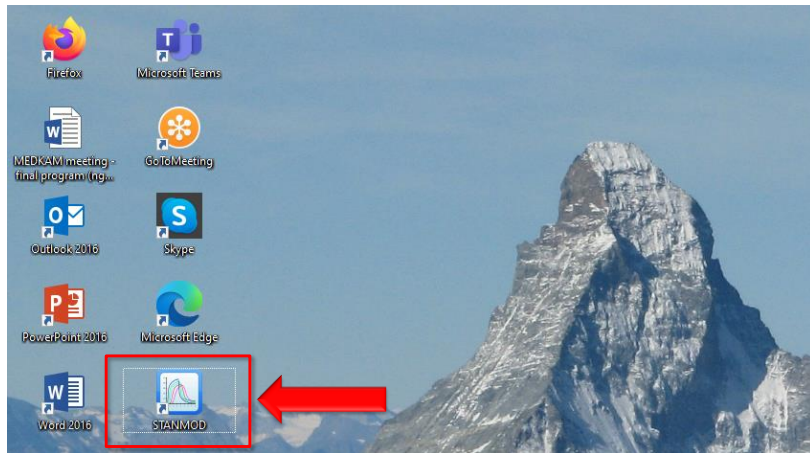 Firefox
Microsoft Teams
MEDKAM meeting -
final program (ng...
GoToMeeting
Outlook 2016
Skype
PowerPoint 2016
Microsoft Edge
Word 2016
STANMOD